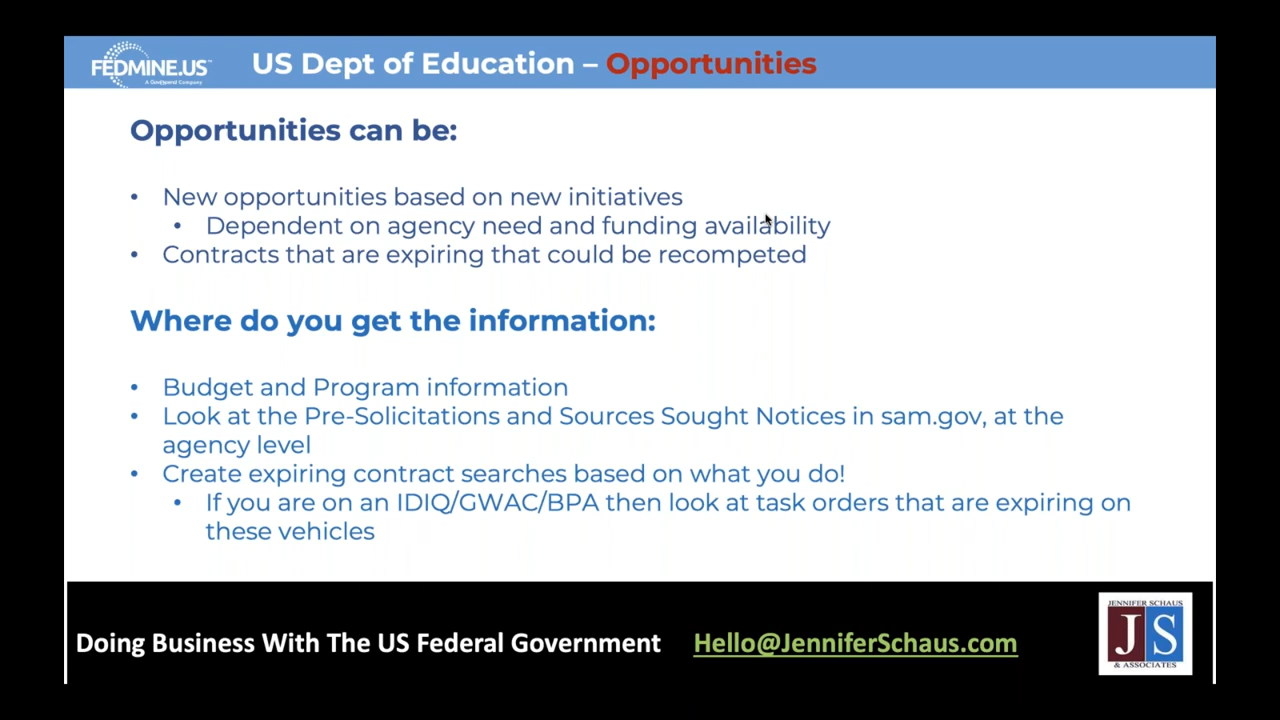 FEDMINE.US™
A GovSpend Company
US Dept of Education – Opportunities
Opportunities can be:
• New opportunities based on new initiatives
• Dependent on agency need and funding availability
• Contracts that are expiring that could be recompeted
Where do you get the information:
• Budget and Program information
• Look at the Pre-Solicitations and Sources Sought Notices in sam.gov, at the
agency level
• Create expiring contract searches based on what you do!
• If you are on an IDIQ/GWAC/BPA then look at task orders that are expiring on
these vehicles
Doing Business With The US Federal Government Hello@JenniferSchaus.com
JENNIFER SCHAUS
JS
& ASSOCIATES